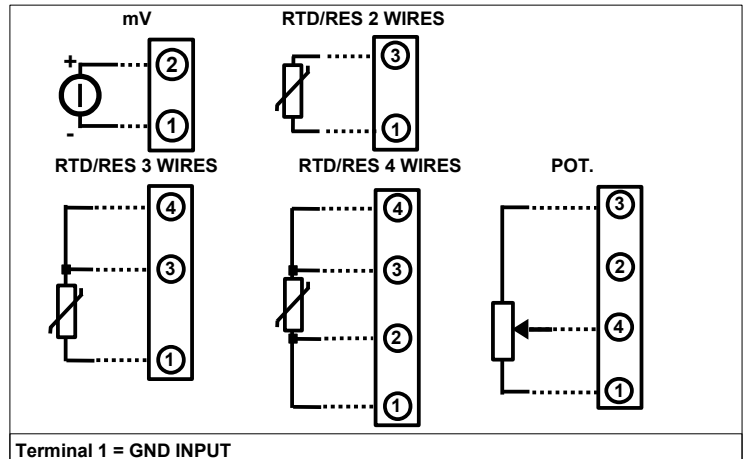 mV
RTD/RES 2 WIRES
+
2
-
1
3
1
RTD/RES 3 WIRES
RTD/RES 4 WIRES
POT.
4
3
1
4
3
2
1
3
2
4
1
Terminal 1 = GND INPUT